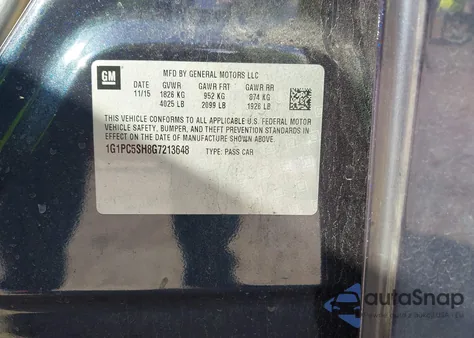 GM
MFD BY GENERAL MOTORS LLC
DATE GVWR GAWR FRT GAWR RR
11/15 1826 KG 952 KG 874 KG
4025 LB 2099 LB 1926 LB
THIS VEHICLE CONFORMS TO ALL APPLICABLE U.S. FEDERAL MOTOR
VEHICLE SAFETY, BUMPER, AND THEFT PREVENTION STANDARDS IN
EFFECT ON THE DATE OF MANUFACTURE SHOWN ABOVE.
1G1PC5SH8G7213648 TYPE: PASS CAR
autoSnap